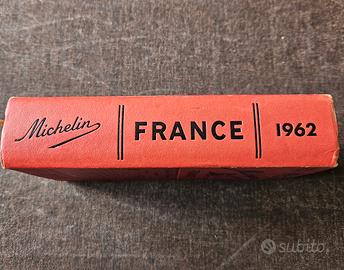 Michelin FRANCE 1962
subito